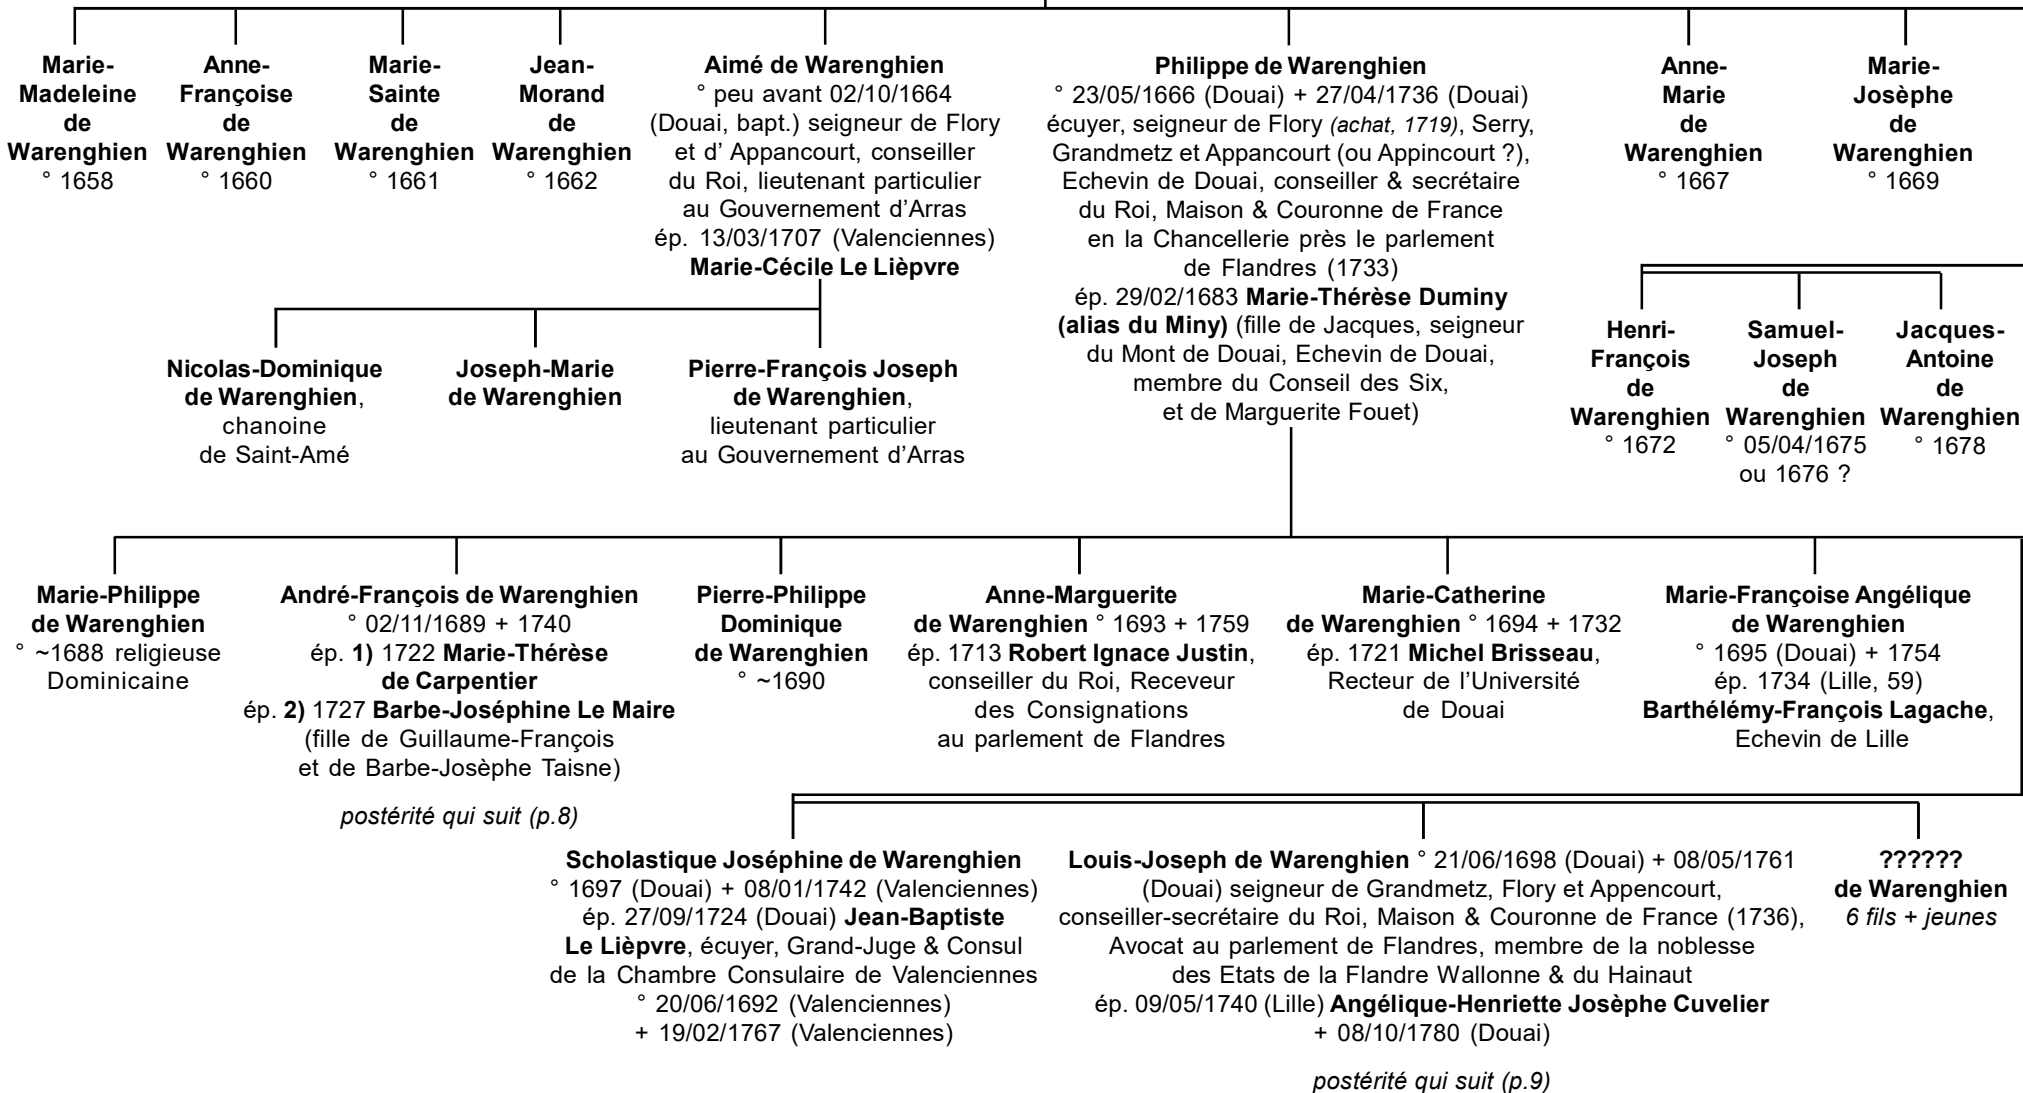 Marie-
Madeleine
de
Warenghien
° 1658
Anne-
Françoise
de
Warenghien
° 1660
Marie-
Sainte
de
Warenghien
° 1661
Jean-
Morand
de
Warenghien
° 1662
Aimé de Warenghien
° peu avant 02/10/1664
(Douai, bapt.) seigneur de Flory
et d’ Appancourt, conseiller
du Roi, lieutenant particulier
au Gouvernement d’Arras
ép. 13/03/1707 (Valenciennes)
Marie-Cécile Le Lièpvre
Philippe de Warenghien
° 23/05/1666 (Douai) + 27/04/1736 (Douai)
écuyer, seigneur de Flory (achat, 1719), Serry,
Grandmetz et Appancourt (ou Appincourt ?),
Echevin de Douai, conseiller & secrétaire
du Roi, Maison & Couronne de France
en la Chancellerie près le parlement
de Flandres (1733)
ép. 29/02/1683 Marie-Thérèse Duminy
(alias du Miny) (fille de Jacques, seigneur
du Mont de Douai, Echevin de Douai,
membre du Conseil des Six,
et de Marguerite Fouet)
Anne-
Marie
de
Warenghien
° 1667
Marie-
Josèphe
de
Warenghien
° 1669
Nicolas-Dominique
de Warenghien,
chanoine
de Saint-Amé
Joseph-Marie
de Warenghien
Pierre-François Joseph
de Warenghien,
lieutenant particulier
au Gouvernement d’Arras
Henri-
François
de
Warenghien
° 1672
Samuel-
Joseph
de
Warenghien
° 05/04/1675
ou 1676 ?
Jacques-
Antoine
de
Warenghien
° 1678
Marie-Philippe
de Warenghien
° ~1688 religieuse
Dominicaine
André-François de Warenghien
° 02/11/1689 + 1740
ép. 1) 1722 Marie-Thérèse
de Carpentier
ép. 2) 1727 Barbe-Joséphine Le Maire
(fille de Guillaume-François
et de Barbe-Josèphe Taisne)
postérité qui suit (p.8)
Pierre-Philippe
Dominique
de Warenghien
° ~1690
Anne-Marguerite
de Warenghien ° 1693 + 1759
ép. 1713 Robert Ignace Justin,
conseiller du Roi, Receveur
des Consignations
au parlement de Flandres
Marie-Catherine
de Warenghien ° 1694 + 1732
ép. 1721 Michel Brisseau,
Recteur de l’Université
de Douai
Marie-Françoise Angélique
de Warenghien
° 1695 (Douai) + 1754
ép. 1734 (Lille, 59)
Barthélémy-François Lagache,
Echevin de Lille
Scholastique Joséphine de Warenghien
° 1697 (Douai) + 08/01/1742 (Valenciennes)
ép. 27/09/1724 (Douai) Jean-Baptiste
Le Lièpvre, écuyer, Grand-Juge & Consul
de la Chambre Consulaire de Valenciennes
° 20/06/1692 (Valenciennes)
+ 19/02/1767 (Valenciennes)
Louis-Joseph de Warenghien ° 21/06/1698 (Douai) + 08/05/1761
(Douai) seigneur de Grandmetz, Flory et Appencourt,
conseiller-secrétaire du Roi, Maison & Couronne de France (1736),
Avocat au parlement de Flandres, membre de la noblesse
des Etats de la Flandre Wallonne & du Hainaut
ép. 09/05/1740 (Lille) Angélique-Henriette Josèphe Cuvelier
+ 08/10/1780 (Douai)
postérité qui suit (p.9)
??????
de Warenghien
6 fils + jeunes